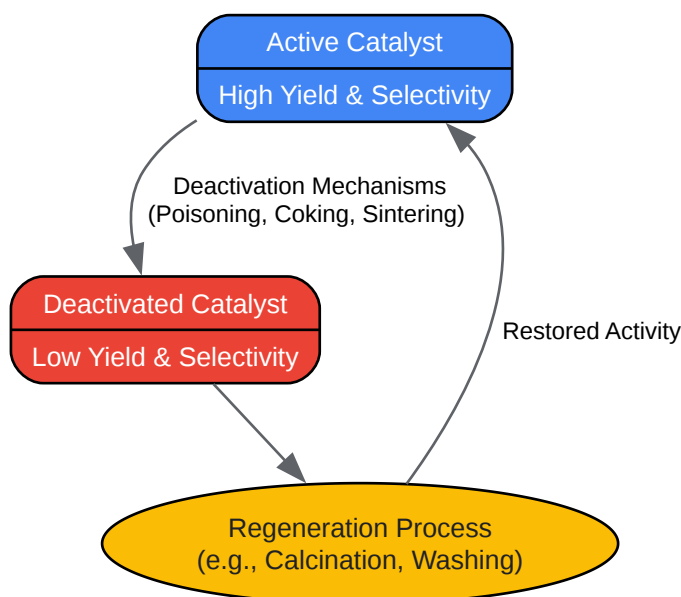 Active Catalyst
High Yield & Selectivity
Deactivation Mechanisms
(Poisoning, Coking, Sintering)
Deactivated Catalyst
Low Yield & Selectivity
Restored Activity
Regeneration Process
(e.g., Calcination, Washing)